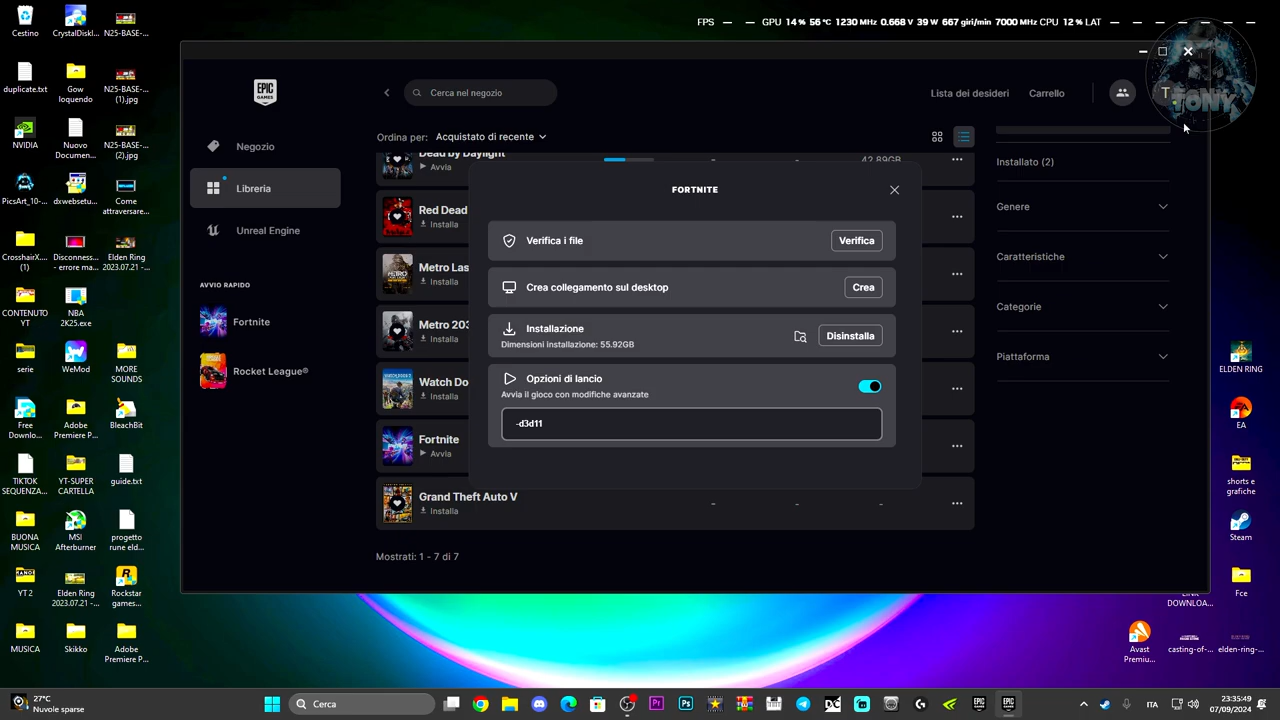 FPS — — GPU 14 % 56 °C 1230 MHz 0.668 V 39 W 667 giri/min 7000 MHz CPU 12 % LAT — — — — — —
Cestino
CrystalDiskI...
N25-BASE-...
duplicate.txt
Gow loquendo
N25-BASE-...
(1).jpg
NVIDIA
Nuovo
Documen...
N25-BASE-...
(2).jpg
PicsArt_10-...
dxwebsetu...
Come
attraversare...
CrosshairX...
(1)
Disconness...
- errore ma...
Elden Ring
2023.07.21 -...
CONTENUTO
YT
NBA
2K25.exe
serie
WeMod
MORE
SOUNDS
Free
Downlo...
Adobe
Premiere P...
BleachBit
TIKTOK
SEQUENZA...
YT-SUPER
CARTELLA
guide.txt
BUONA
MUSICA
MSI
Afterburner
progetto
rune eld...
YT 2
Elden Ring
2023.07.21 -...
Rockstar
games...
MUSICA
Skikko
Adobe
Premiere P...
EPIC
GAMES
Cerca nel negozio
Lista dei desideri
Carrello
T
TONY
Negozio
Libreria
Unreal Engine
AVVIO RAPIDO
Fortnite
Rocket League®
Ordina per: Acquistato di recente
Dead by Daylight
Avvia
42.89GB
Red Dead
Installa
Metro Las
Installa
Metro 203
Installa
Watch Do
Installa
Fortnite
Avvia
Grand Theft Auto V
Installa
Mostrati: 1 - 7 di 7
FORTNITE
Verifica i file
Verifica
Crea collegamento sul desktop
Crea
Installazione
Dimensioni Installazione: 55.92GB
Disinstalla
Opzioni di lancio
Avvia il gioco con modifiche avanzate
-d3d11
Installato (2)
Genere
Caratteristiche
Categorie
Piattaforma
ELDEN RING
EA
shorts e
grafiche
Steam
DOWNLOA...
Fce
Avast
Premiu...
casting-of-...
elden-ring-...
27°C
Nuvole sparse
Cerca
ITA
23:35:49
07/09/2024